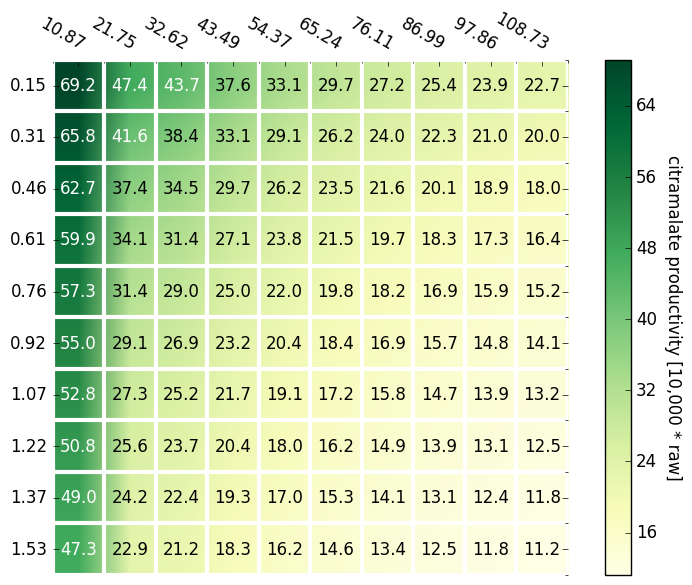 10.87 21.75 32.62 43.49 54.37 65.24 76.11 86.99 97.86 108.73
0.15 69.2 47.4 43.7 37.6 33.1 29.7 27.2 25.4 23.9 22.7
0.31 65.8 41.6 38.4 33.1 29.1 26.2 24.0 22.3 21.0 20.0
0.46 62.7 37.4 34.5 29.7 26.2 23.5 21.6 20.1 18.9 18.0
0.61 59.9 34.1 31.4 27.1 23.8 21.5 19.7 18.3 17.3 16.4
0.76 57.3 31.4 29.0 25.0 22.0 19.8 18.2 16.9 15.9 15.2
0.92 55.0 29.1 26.9 23.2 20.4 18.4 16.9 15.7 14.8 14.1
1.07 52.8 27.3 25.2 21.7 19.1 17.2 15.8 14.7 13.9 13.2
1.22 50.8 25.6 23.7 20.4 18.0 16.2 14.9 13.9 13.1 12.5
1.37 49.0 24.2 22.4 19.3 17.0 15.3 14.1 13.1 12.4 11.8
1.53 47.3 22.9 21.2 18.3 16.2 14.6 13.4 12.5 11.8 11.2
64
56
48
40
32
24
16
citramalate productivity [10,000 * raw]